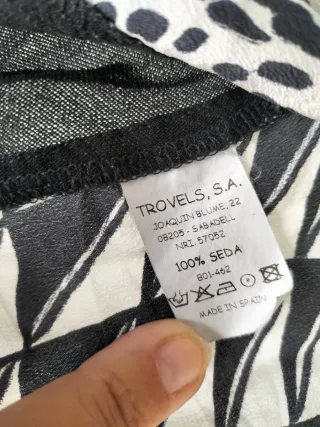 TROVELS, S.A.
JOAQUIN BLUME, 22
08205 - SABADELL
NRI. 57052
100% SEDA
801-462
MADE IN SPAIN